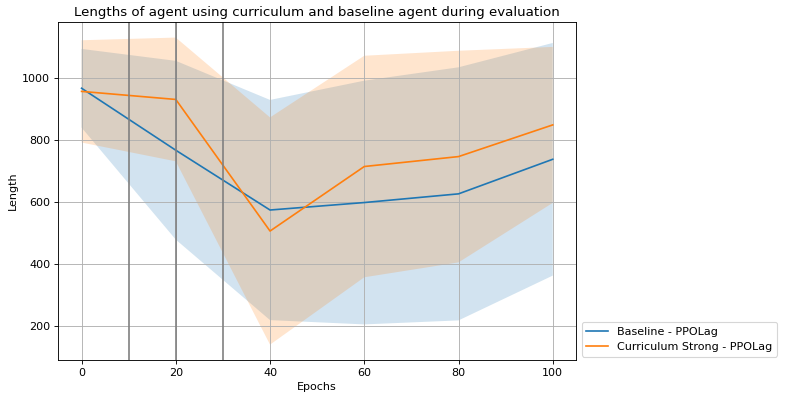 Lengths of agent using curriculum and baseline agent during evaluation
1000
800
600
400
200
Length
0 20 40 60 80 100
Epochs
Baseline - PPOLag
Curriculum Strong - PPOLag